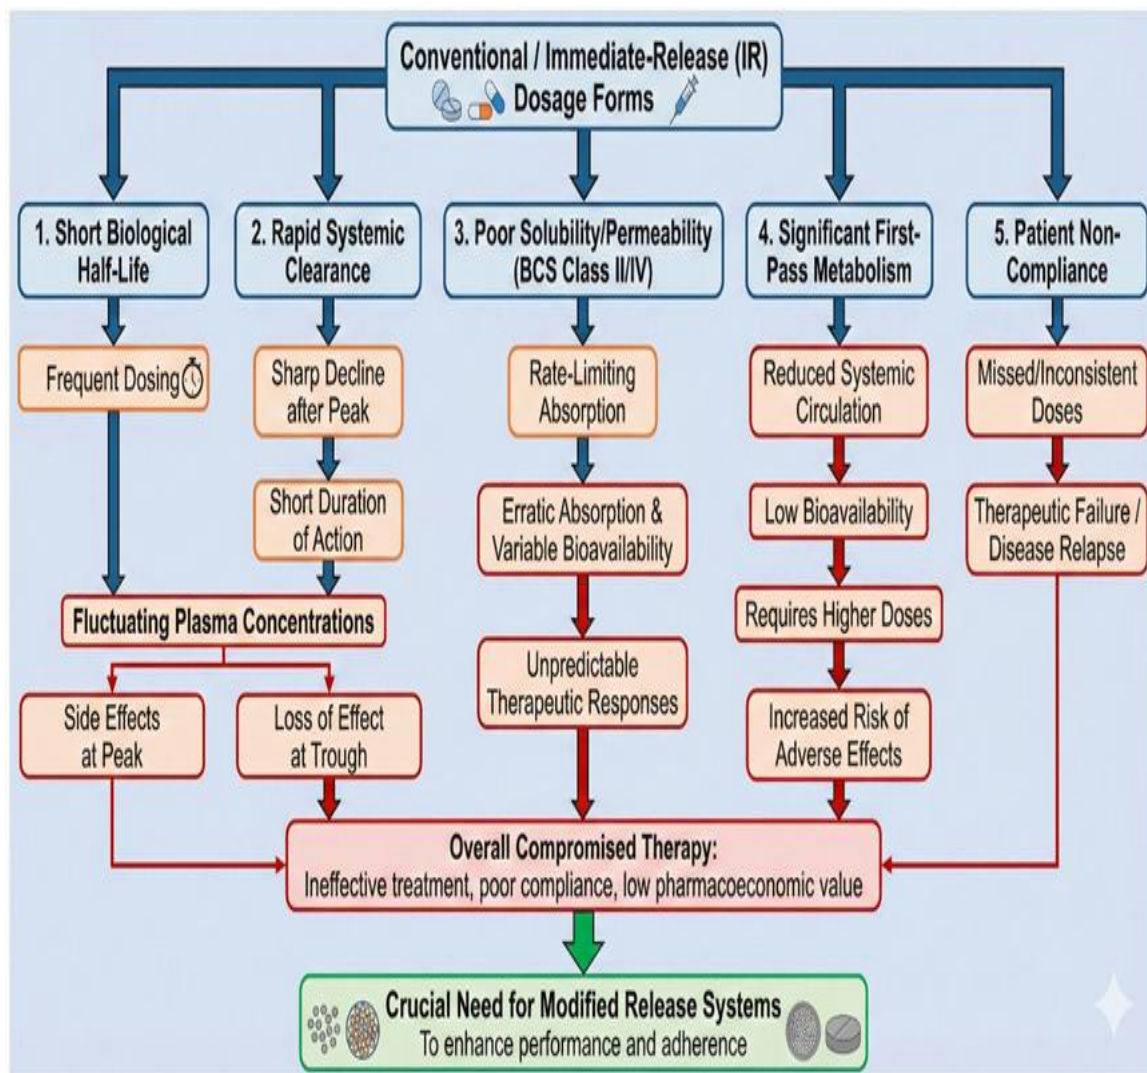 Conventional / Immediate-Release (IR)
Dosage Forms
1. Short Biological
Half-Life
2. Rapid Systemic
Clearance
3. Poor Solubility/Permeability
(BCS Class II/IV)
4. Significant First-
Pass Metabolism
5. Patient Non-
Compliance
Frequent Dosing
Sharp Decline
after Peak
Rate-Limiting
Absorption
Reduced Systemic
Circulation
Missed/Inconsistent
Doses
Short Duration
of Action
Erratic Absorption &
Variable Bioavailability
Low Bioavailability
Therapeutic Failure /
Disease Relapse
Fluctuating Plasma Concentrations
Requires Higher Doses
Side Effects
at Peak
Loss of Effect
at Trough
Unpredictable
Therapeutic Responses
Increased Risk of
Adverse Effects
Overall Compromised Therapy:
Ineffective treatment, poor compliance, low pharmacoeconomic value
Crucial Need for Modified Release Systems
To enhance performance and adherence